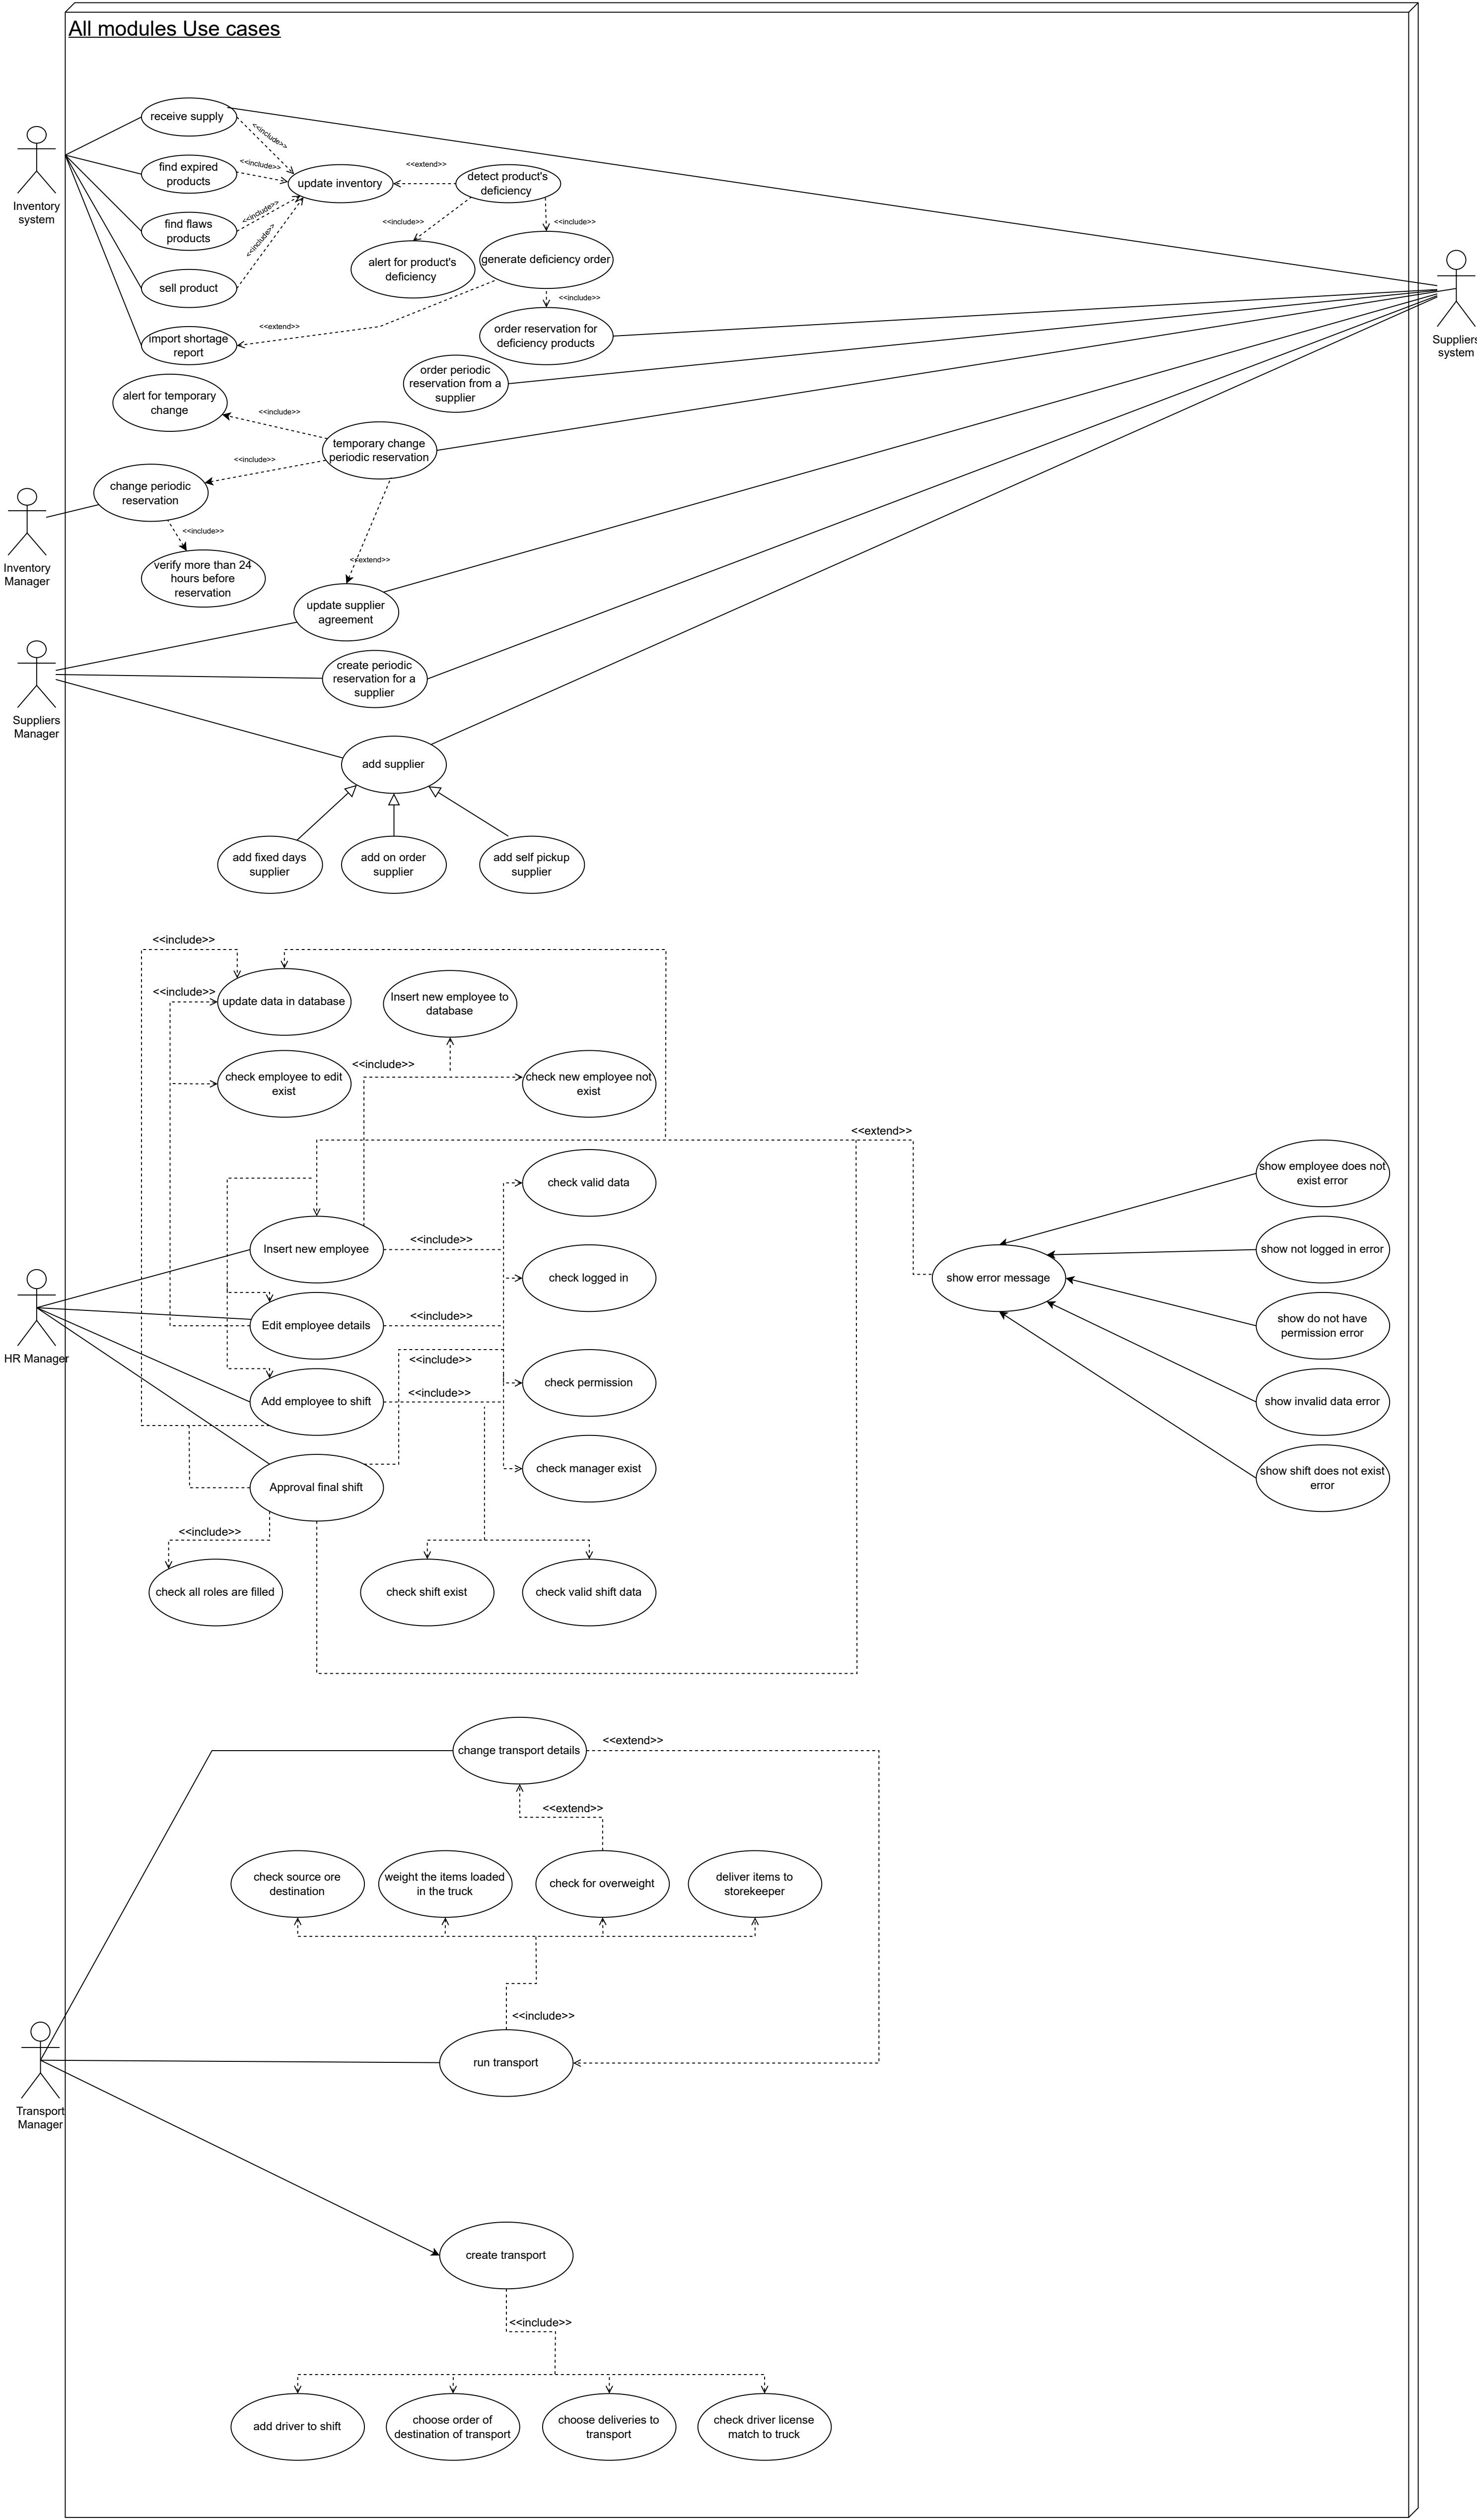 All modules Use cases
receive supply
<<include>>
find expired
products
<<include>>
Inventory
system
update inventory
<<extend>>
detect product's
deficiency
find flaws
products
<<include>>
<<include>>
<<include>>
<<include>>
alert for product's
deficiency
generate deficiency order
sell product
<<include>>
<<extend>>
import shortage
report
order reservation for
deficiency products
Suppliers
system
order periodic
reservation from a
supplier
alert for temporary
change
<<include>>
temporary change
periodic reservation
<<include>>
change periodic
reservation
<<include>>
Inventory
Manager
verify more than 24
hours before
reservation
<<extend>>
update supplier
agreement
create periodic
reservation for a
supplier
Suppliers
Manager
add supplier
add fixed days
supplier
add on order
supplier
add self pickup
supplier
<<include>>
<<include>>
update data in database
Insert new employee to
database
<<include>>
check employee to edit
exist
check new employee not
exist
<<extend>>
check valid data
show employee does not
exist error
Insert new employee
<<include>>
show not logged in error
check logged in
show error message
HR Manager
Edit employee details
<<include>>
show do not have
permission error
<<include>>
check permission
Add employee to shift
<<include>>
show invalid data error
check manager exist
Approval final shift
show shift does not exist
error
<<include>>
check all roles are filled
check shift exist
check valid shift data
change transport details
<<extend>>
<<extend>>
check source ore
destination
weight the items loaded
in the truck
check for overweight
deliver items to
storekeeper
<<include>>
run transport
Transport
Manager
create transport
<<include>>
add driver to shift
choose order of
destination of transport
choose deliveries to
transport
check driver license
match to truck